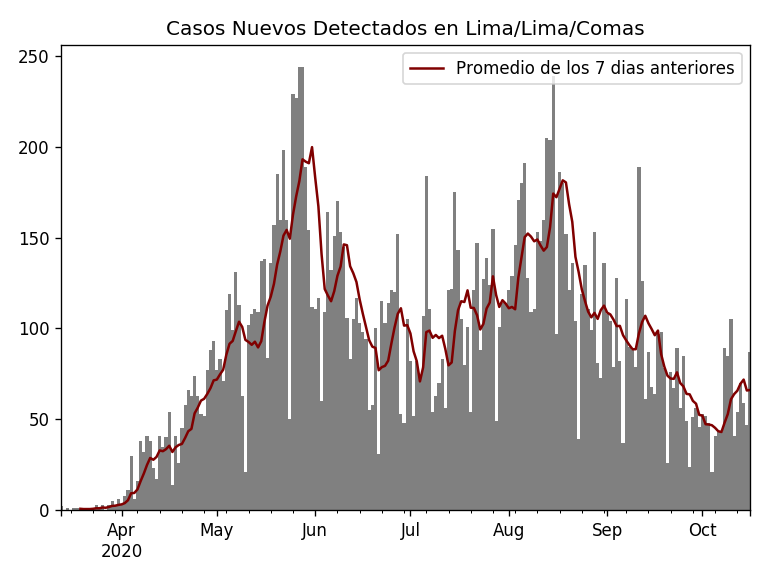 Casos Nuevos Detectados en Lima/Lima/Comas
Promedio de los 7 dias anteriores
250
200
150
100
50
0
Apr
2020
May
Jun
Jul
Aug
Sep
Oct